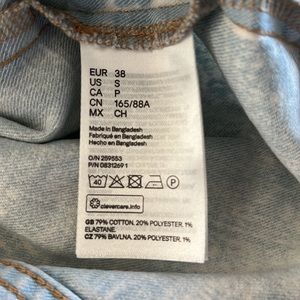 EUR 38
US S
CA P
CN 165/88A
MX CH
Made in Bangladesh
Fabriqué en Bangladesh
Hecho en Bangladesh
O/N 259553
P/N 0831269 1
40 P
clevercare.info
GB 79% COTTON. 20% POLYESTER. 1%
ELASTANE.
CZ 79% BAVLNA. 20% POLYESTER. 1%